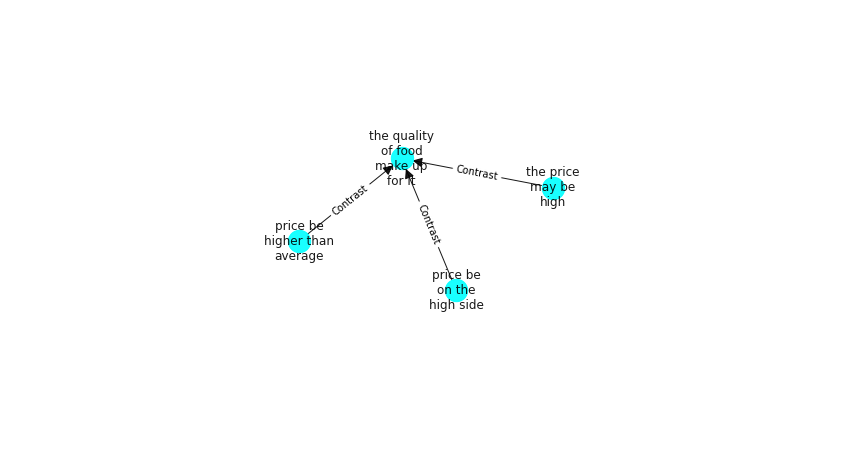 the quality
of food
make up
for it
Contrast
the price
may be
high
Contrast
price be
higher than
average
Contrast
price be
on the
high side